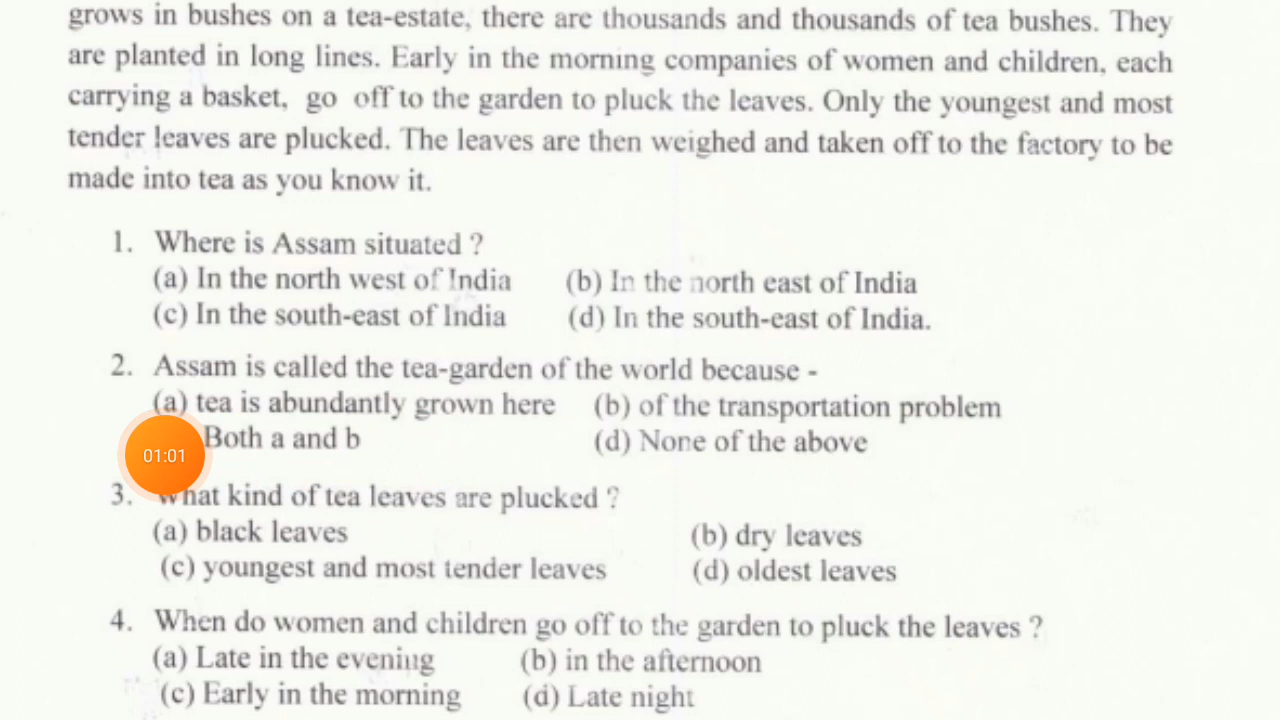 grows in bushes on a tea-estate, there are thousands and thousands of tea bushes. They
are planted in long lines. Early in the morning companies of women and children, each
carrying a basket, go off to the garden to pluck the leaves. Only the youngest and most
tender leaves are plucked. The leaves are then weighed and taken off to the factory to be
made into tea as you know it.
1. Where is Assam situated ?
(a) In the north west of India (b) In the north east of India
(c) In the south-east of India (d) In the south-east of India.
2. Assam is called the tea-garden of the world because -
(a) tea is abundantly grown here (b) of the transportation problem
Both a and b (d) None of the above
01:01
3. What kind of tea leaves are plucked ?
(a) black leaves (b) dry leaves
(c) youngest and most tender leaves (d) oldest leaves
4. When do women and children go off to the garden to pluck the leaves ?
(a) Late in the evening (b) in the afternoon
(c) Early in the morning (d) Late night